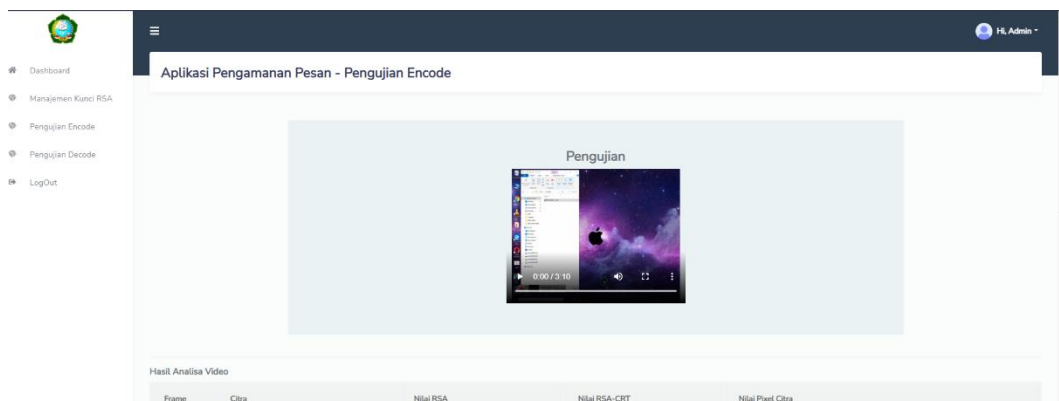 Hi, Admin
Aplikasi Pengamanan Pesan - Pengujian Encode
Dashboard
Manajemen Kunci RSA
Pengujian Encode
Pengujian Decode
LogOut
Pengujian
0:00 / 3:10
Hasil Analisa Video
Frame Citra Nilai RSA Nilai RSA-CRT Nilai Pixel Citra